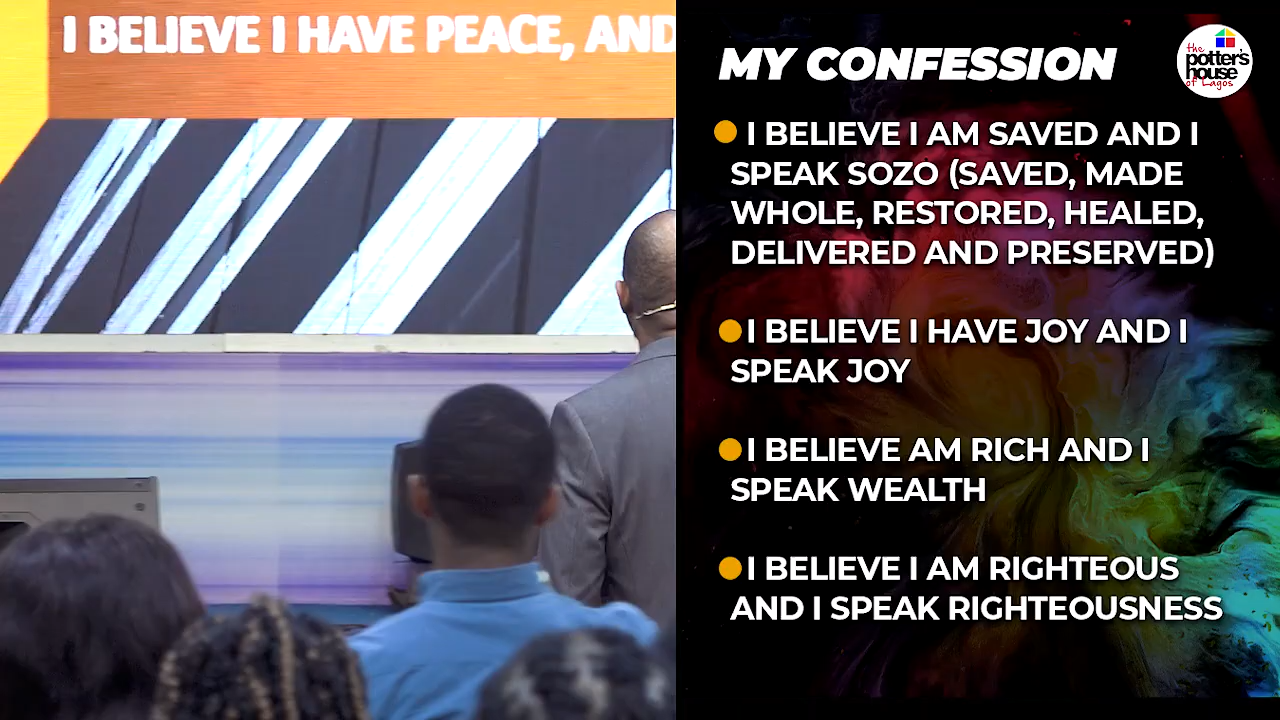 I BELIEVE I HAVE PEACE, AND
MY CONFESSION
the
potter's
house
of Lagos
I BELIEVE I AM SAVED AND I
SPEAK SOZO (SAVED, MADE
WHOLE, RESTORED, HEALED,
DELIVERED AND PRESERVED)
I BELIEVE I HAVE JOY AND I
SPEAK JOY
I BELIEVE AM RICH AND I
SPEAK WEALTH
I BELIEVE I AM RIGHTEOUS
AND I SPEAK RIGHTEOUSNESS